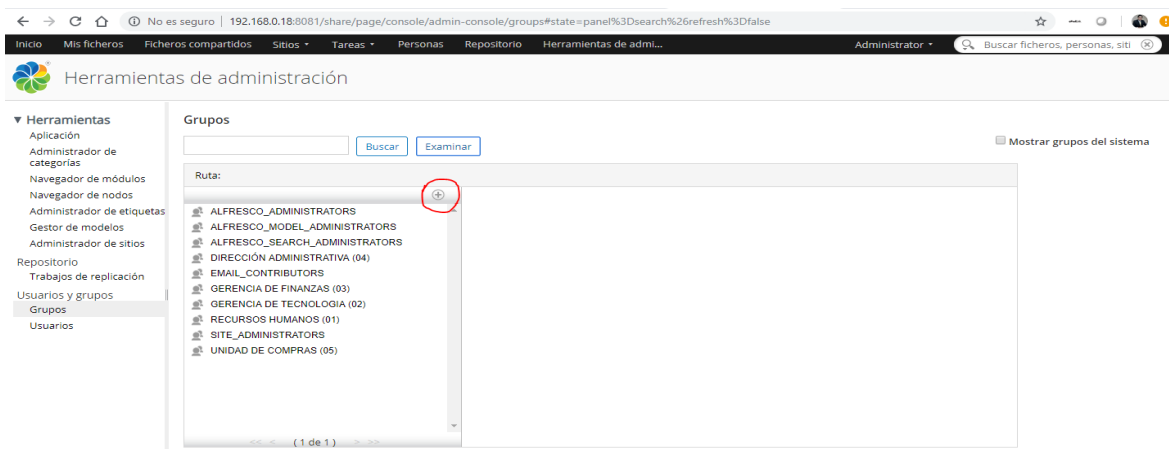 No es seguro | 192.168.0.18:8081/share/page/console/admin-console/groups#state=panel%3Dsearch%26refresh%3Dfalse
Inicio Mis ficheros Ficheros compartidos Sitios Tareas Personas Repositorio Herramientas de admi... Administrator Buscar ficheros, personas, siti
Herramientas de administración
Herramientas
Aplicación
Administrador de
categorías
Navegador de módulos
Navegador de nodos
Administrador de etiquetas
Gestor de modelos
Administrador de sitios
Repositorio
Trabajos de replicación
Usuarios y grupos
Grupos
Usuarios
Grupos
Buscar Examinar
Mostrar grupos del sistema
Ruta:
ALFRESCO_ADMINISTRATORS
ALFRESCO_MODEL_ADMINISTRATORS
ALFRESCO_SEARCH_ADMINISTRATORS
DIRECCIÓN ADMINISTRATIVA (04)
EMAIL_CONTRIBUTORS
GERENCIA DE FINANZAS (03)
GERENCIA DE TECNOLOGIA (02)
RECURSOS HUMANOS (01)
SITE_ADMINISTRATORS
UNIDAD DE COMPRAS (05)
<< < ( 1 de 1 ) > >>